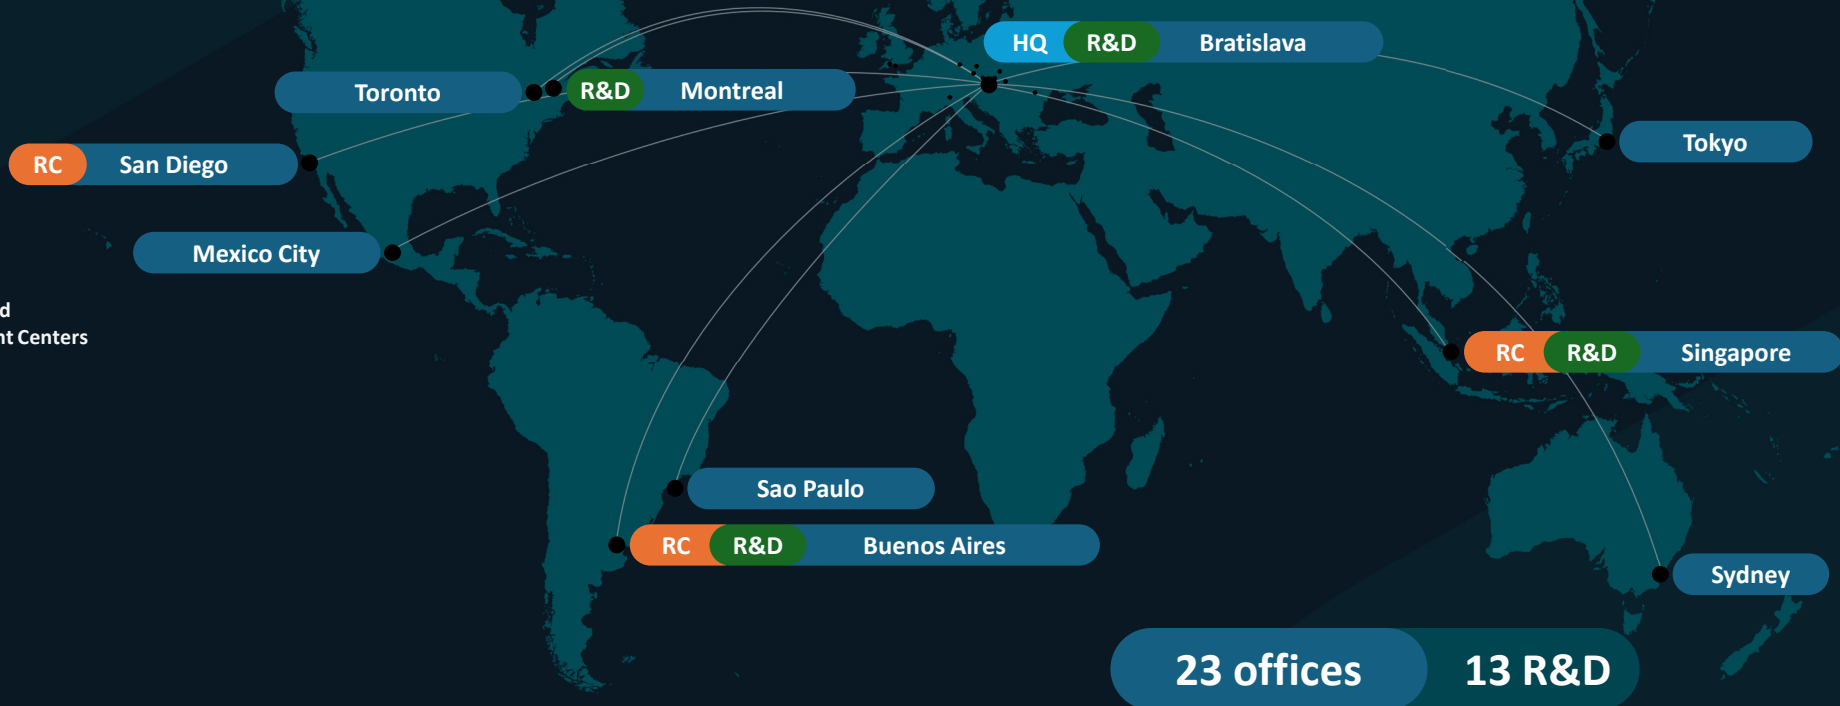 HQ R&D Bratislava
Toronto
R&D Montreal
Tokyo
RC San Diego
Mexico City
d
nt Centers
RC R&D Singapore
Sao Paulo
RC R&D Buenos Aires
Sydney
23 offices 13 R&D